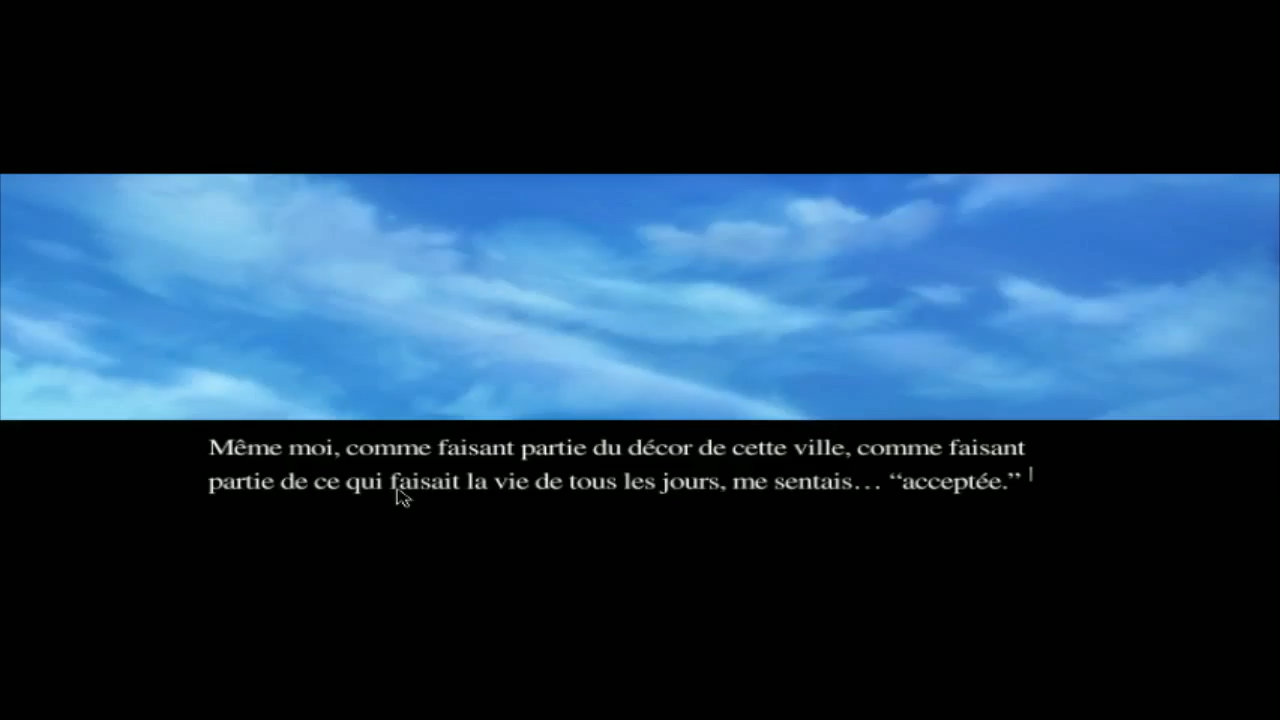 Même moi, comme faisant partie du décor de cette ville, comme faisant
partie de ce qui faisait la vie de tous les jours, me sentais… “acceptée.”